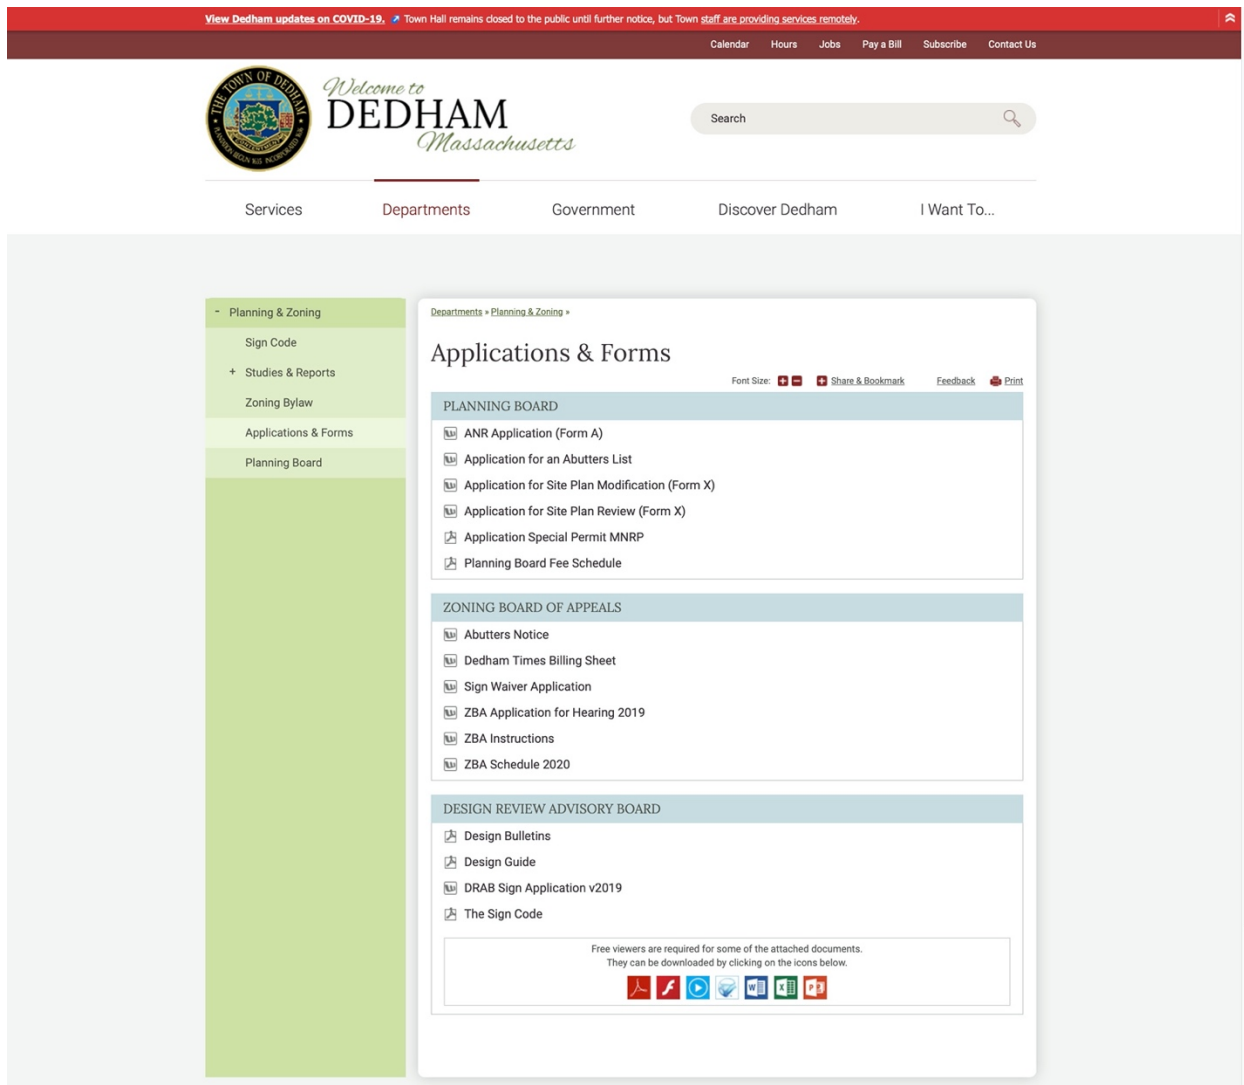 View Dedham updates on COVID-19. Town Hall remains closed to the public until further notice, but Town staff are providing services remotely.
Calendar Hours Jobs Pay a Bill Subscribe Contact Us
THE TOWN OF DEDHAM
CONTENTMENT
Welcome to
DEDHAM
Massachusetts
Search
Services Departments Government Discover Dedham I Want To...
- Planning & Zoning
Sign Code
+ Studies & Reports
Zoning Bylaw
Applications & Forms
Planning Board
Departments » Planning & Zoning »
Applications & Forms
Font Size: + - + Share & Bookmark Feedback Print
PLANNING BOARD
ANR Application (Form A)
Application for an Abutters List
Application for Site Plan Modification (Form X)
Application for Site Plan Review (Form X)
Application Special Permit MNRP
Planning Board Fee Schedule
ZONING BOARD OF APPEALS
Abutters Notice
Dedham Times Billing Sheet
Sign Waiver Application
ZBA Application for Hearing 2019
ZBA Instructions
ZBA Schedule 2020
DESIGN REVIEW ADVISORY BOARD
Design Bulletins
Design Guide
DRAB Sign Application v2019
The Sign Code
Free viewers are required for some of the attached documents.
They can be downloaded by clicking on the icons below.